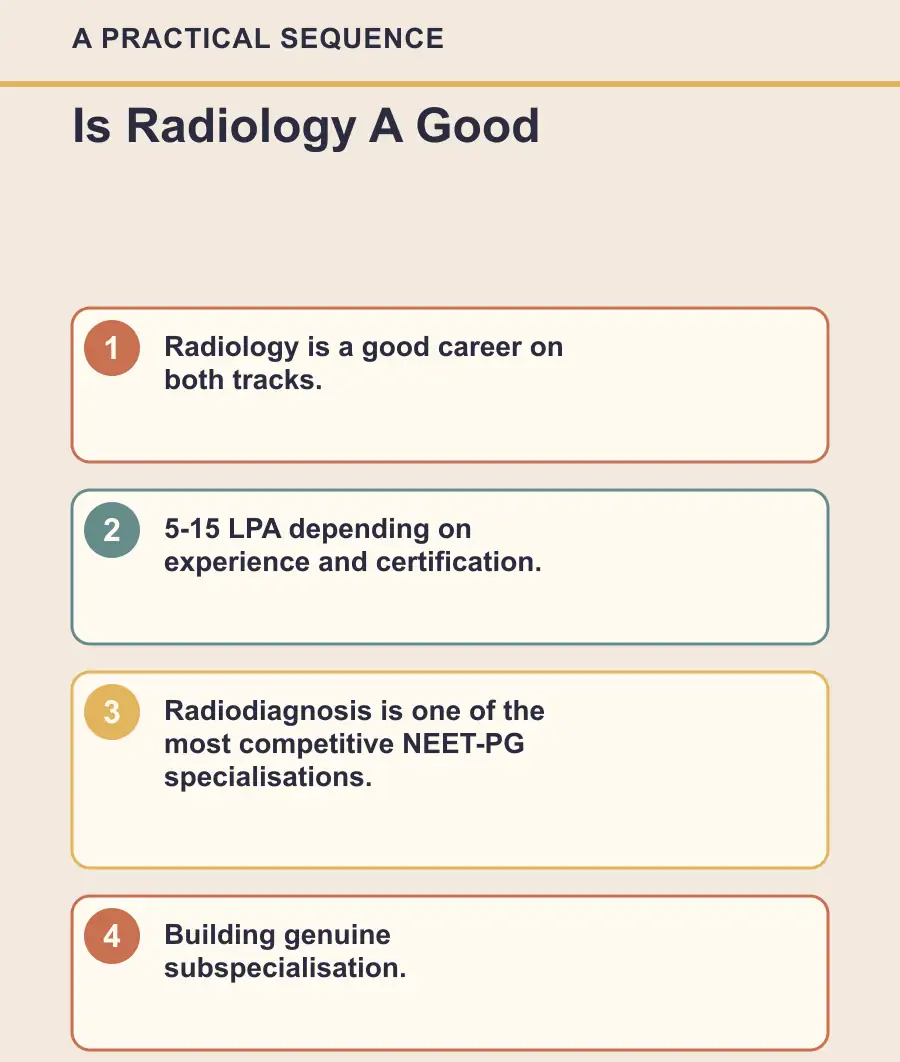 A PRACTICAL SEQUENCE
Is Radiology A Good
1
Radiology is a good career on
both tracks.
2
5-15 LPA depending on
experience and certification.
3
Radiodiagnosis is one of the
most competitive NEET-PG
specialisations.
4
Building genuine
subspecialisation.